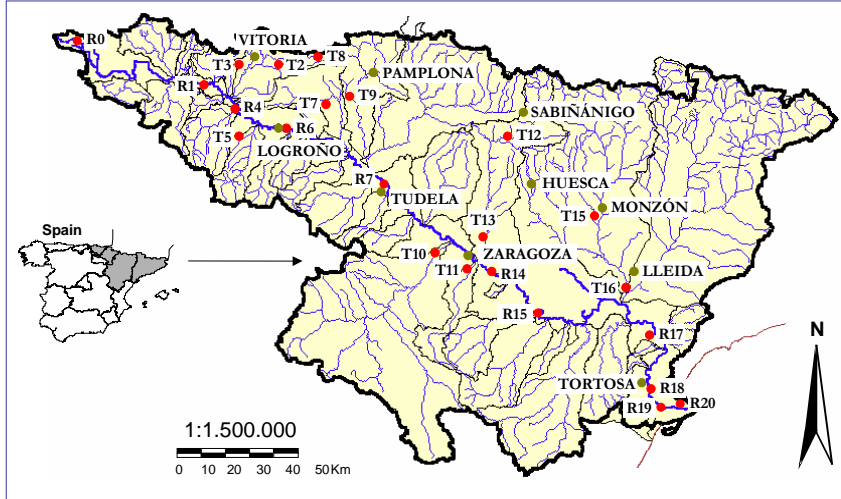 R0
VITORIA
T8
T3
T2
PAMPLONA
R1
T9
T7
R4
SABIÑÁNIGO
R6
T5
T12
LOGROÑO
R7
HUESCA
TUDELA
MONZÓN
T15
T13
Spain
T10
ZARAGOZA
T11
R14
LLEIDA
T16
R15
R17
N
TORTOSA
R18
R19
R20
1:1.500.000
0 10 20 30 40 50 Km